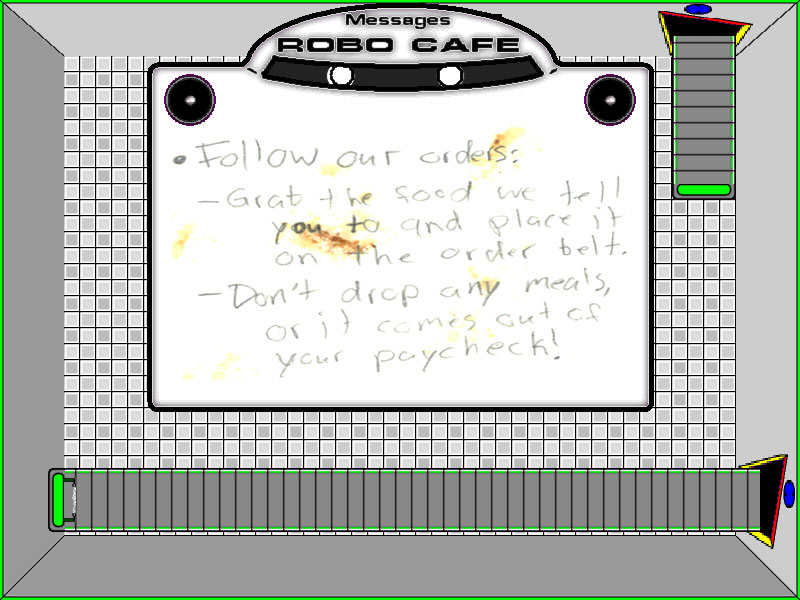 Messages
ROBO CAFE
• Follow our orders:
- Grab the food we tell
you to and place it
on the order belt.
- Don't drop any meals,
or it comes out of
your paycheck!